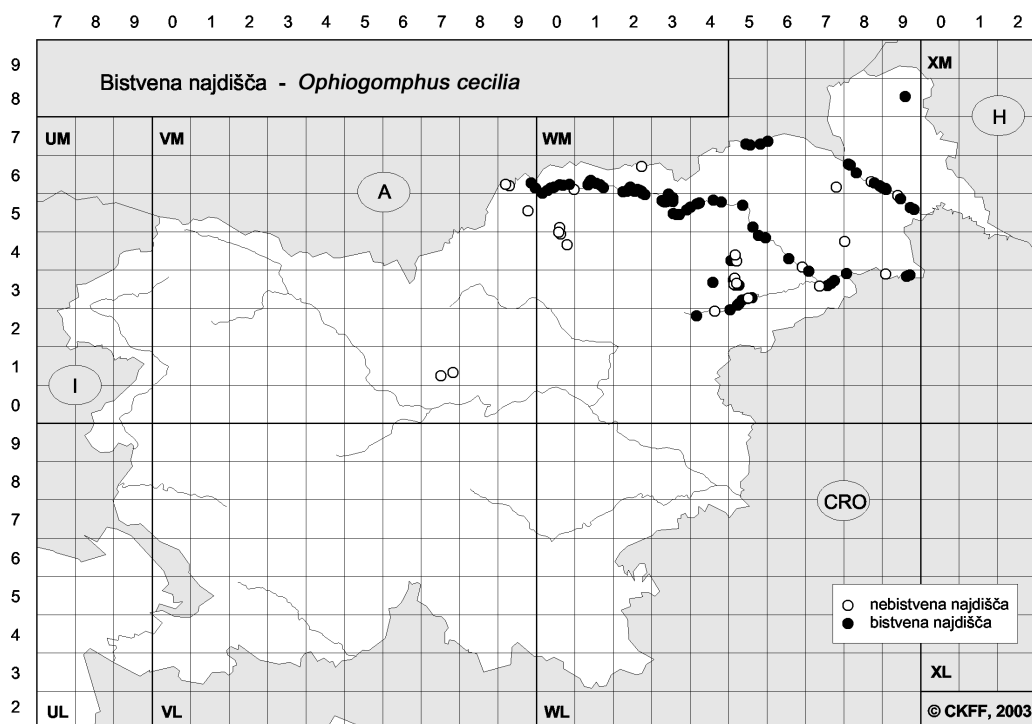 7 8 9 0 1 2 3 4 5 6 7 8 9 0 1 2 3 4 5 6 7 8 9 0 1 2
Bistvena najdišča - Ophiogomphus cecilia
9
8
7
6
5
4
3
2
1
0
9
8
7
6
5
4
3
2
UM
VM
WM
XM
H
A
I
CRO
nebistvena najdišča
bistvena najdišča
UL
VL
WL
XL
© CKFF, 2003